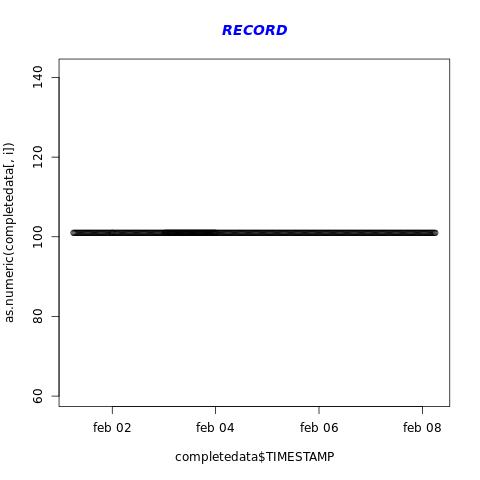 RECORD
140
120
100
80
60
as.numeric(completedata[, i])
feb 02 feb 04 feb 06 feb 08
completedata$TIMESTAMP